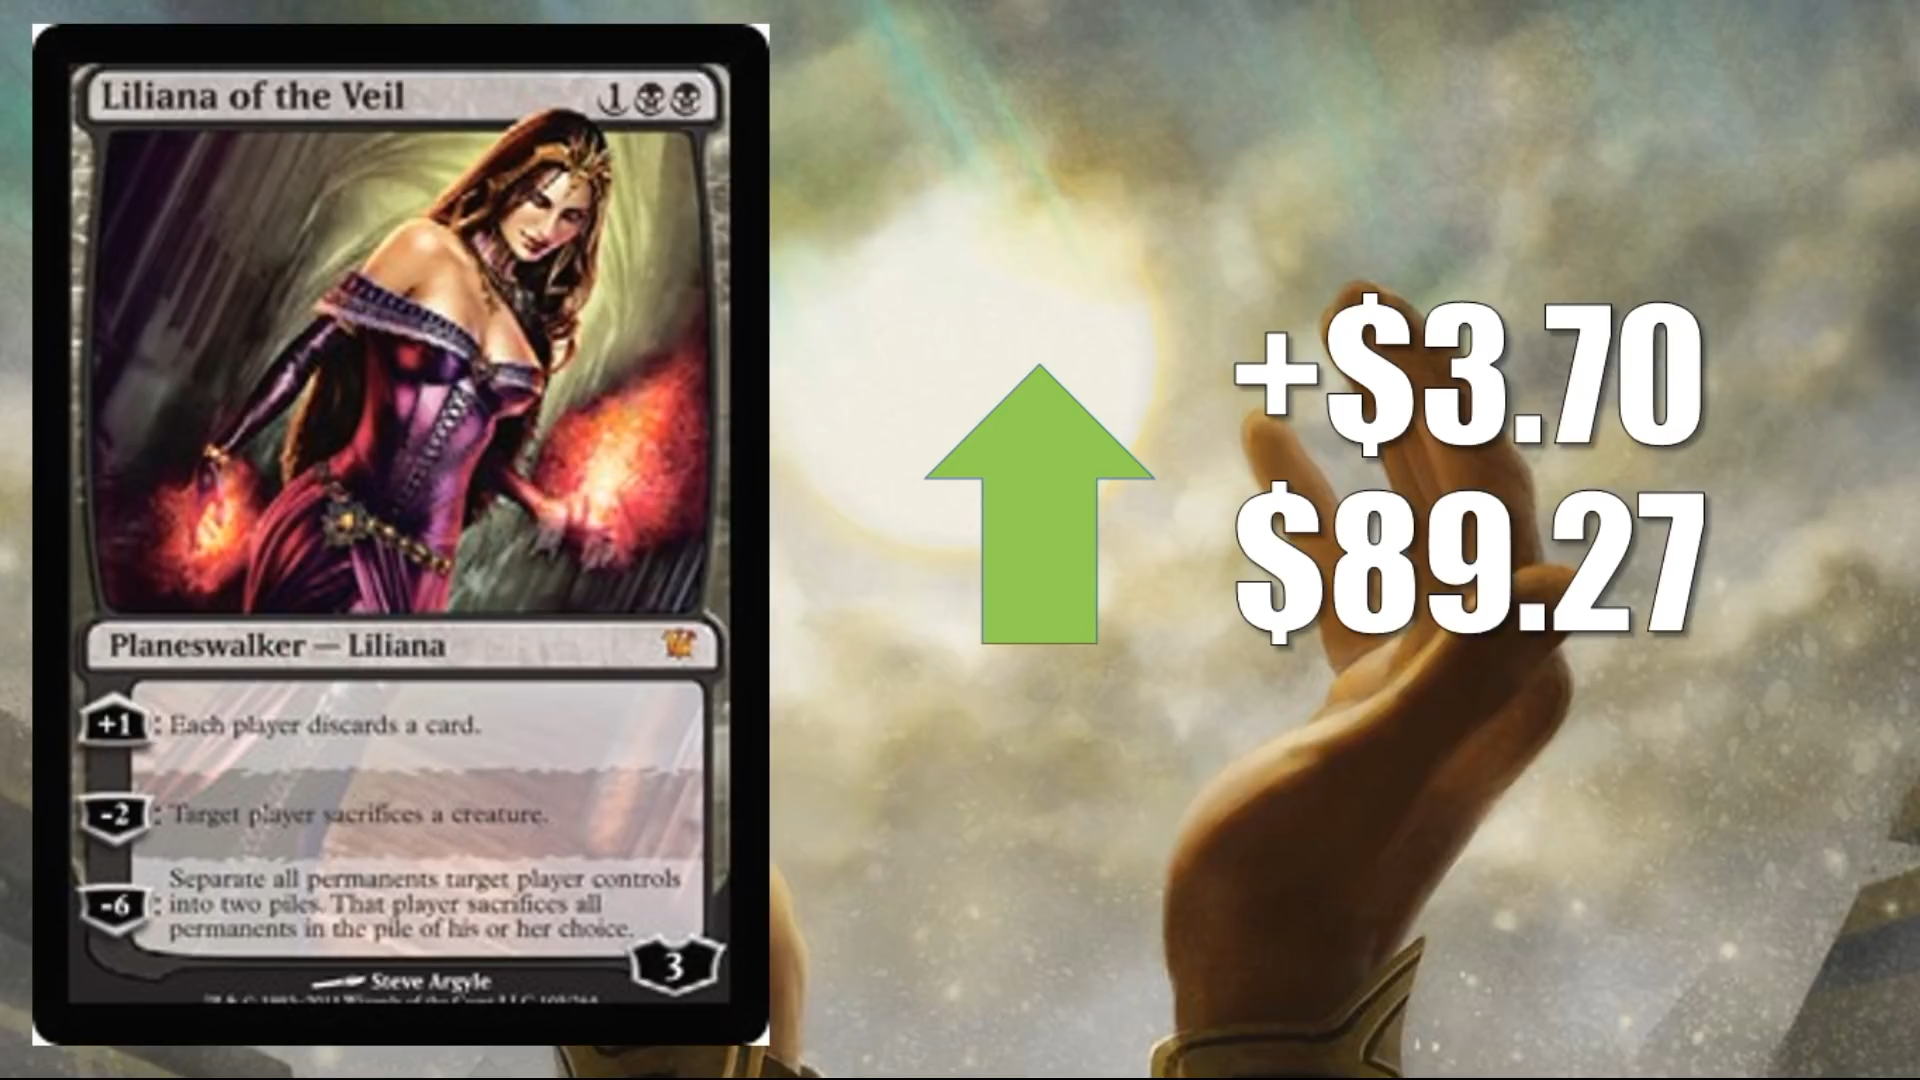 Liliana of the Veil 1
Planeswalker — Liliana
+1 : Each player discards a card.
-2 : Target player sacrifices a creature.
-6 : Separate all permanents target player controls
into two piles. That player sacrifices all
permanents in the pile of his or her choice.
3
Steve Argyle
+$3.70
$89.27